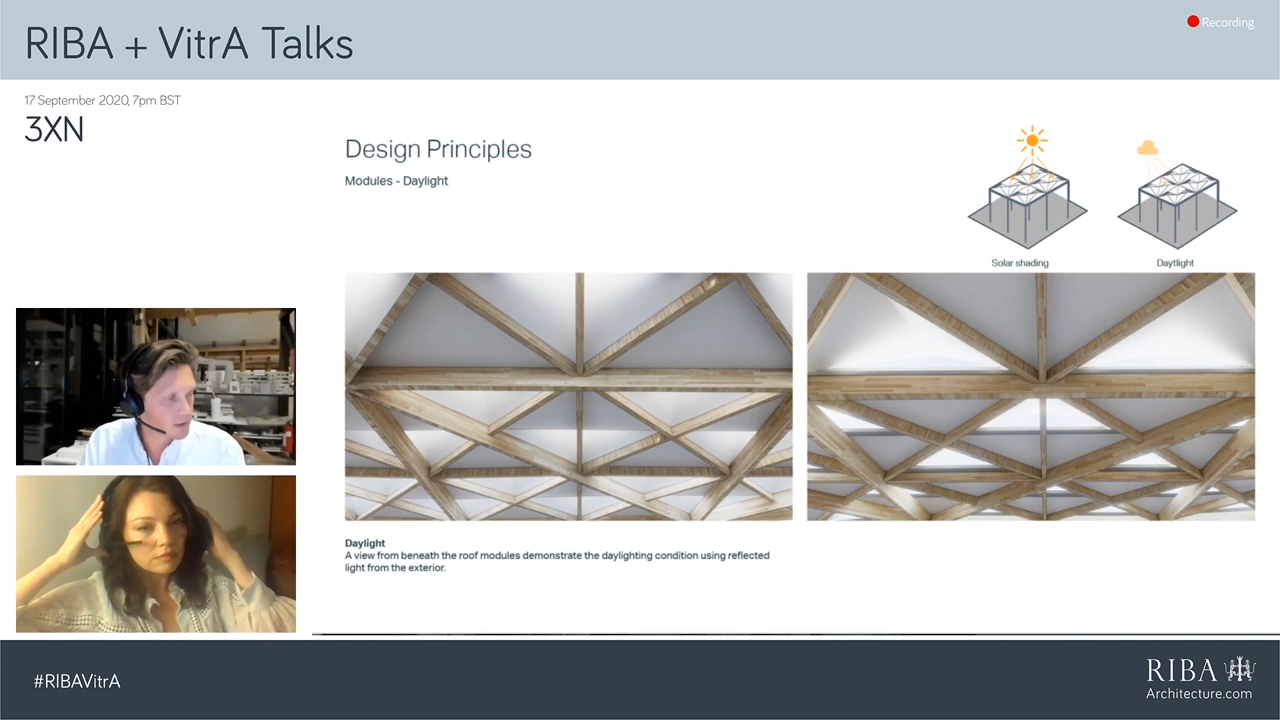 RIBA + VitrA Talks
Recording
17 September 2020, 7pm BST
3XN
Design Principles
Modules - Daylight
Solar shading
Daytlight
Daylight
A view from beneath the roof modules demonstrate the daylighting condition using reflected
light from the exterior.
#RIBAVitrA
RIBA
Architecture.com